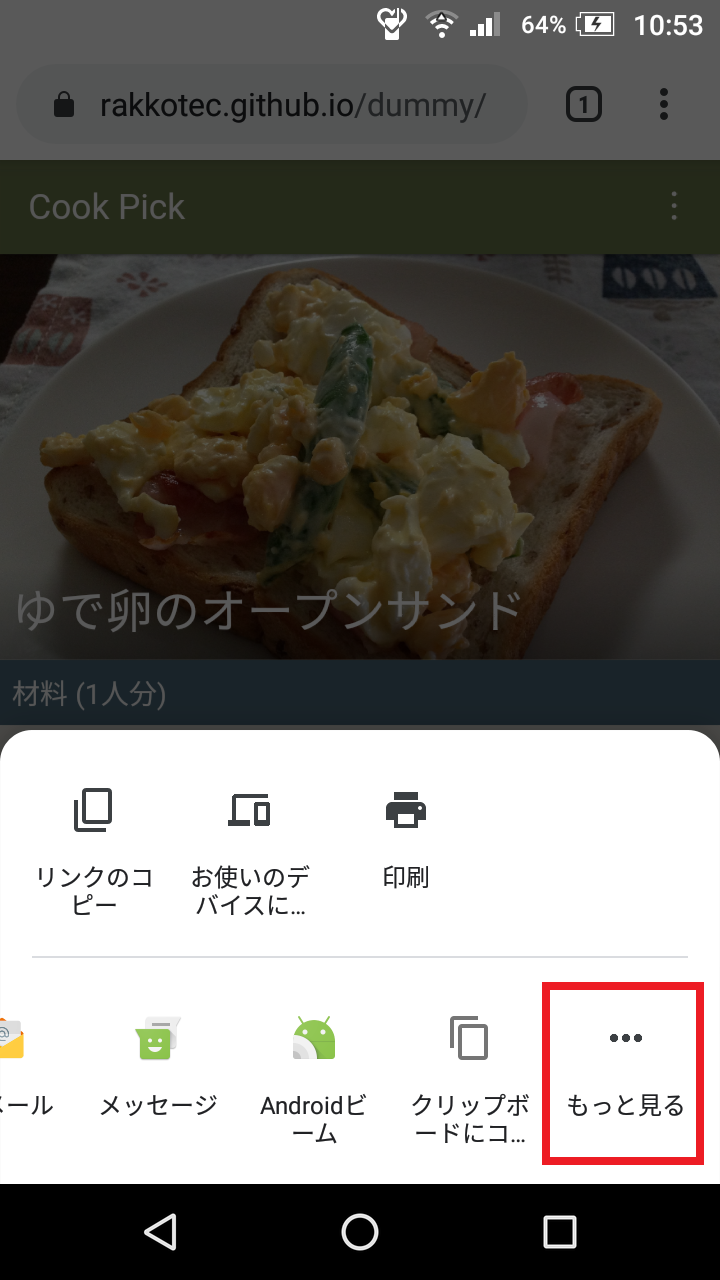 64% 10:53
rakkotec.github.io/dummy/ 1
Cook Pick
ゆで卵のオープンサンド
材料 (1人分)
リンクのコ
ピー
お使いのデ
バイスに...
印刷
メール
メッセージ
Androidビ
ーム
クリップボ
ードにコ...
もっと見る